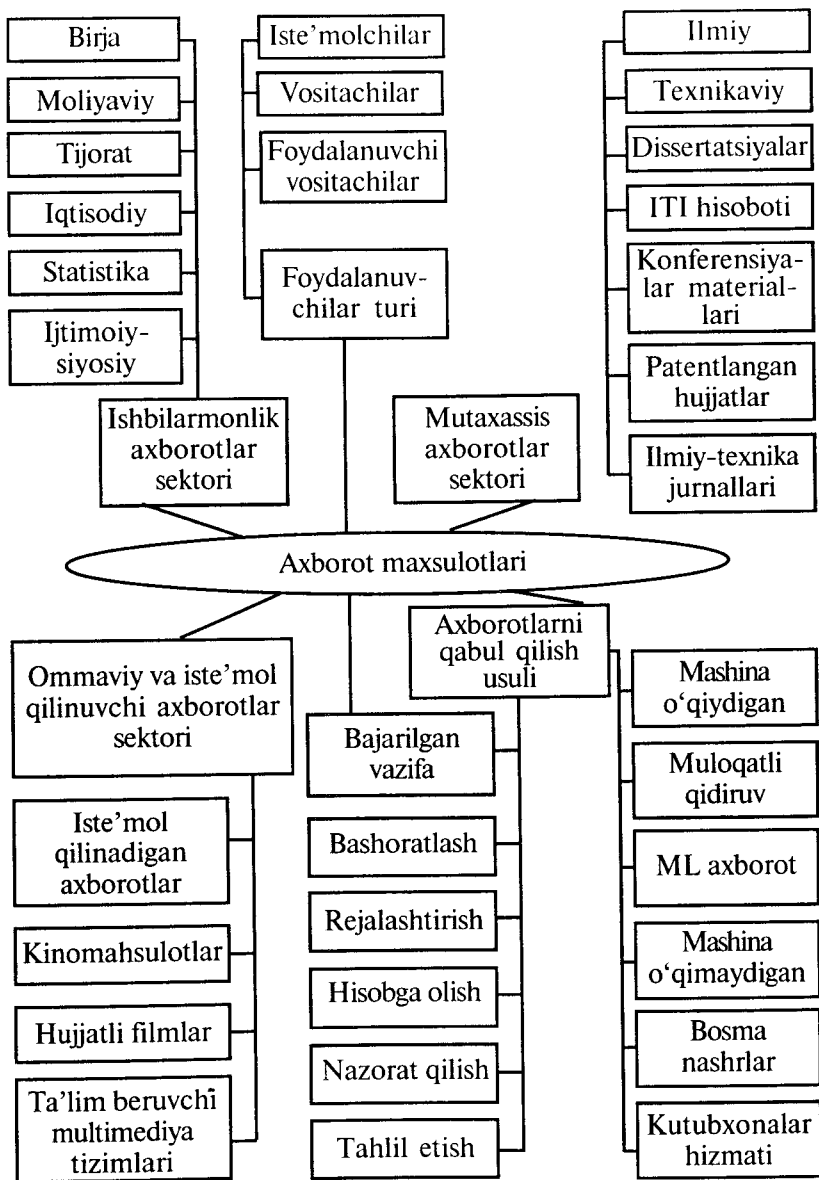 Birja
Moliyaviy
Tijorat
Iqtisodiy
Statistika
Ijtimoiy-
siyosiy
Ishbilarmonlik
axborotlar
sektori
Iste’molchilar
Vositachilar
Foydalanuvchi
vositachilar
Foydalanuv-
chilar turi
Mutaxassis
axborotlar
sektori
Ilmiy
Texnikaviy
Dissertatsiyalar
ITI hisoboti
Konferensiya-
lar material-
lari
Patentlangan
hujjatlar
Ilmiy-texnika
jurnallari
Axborot maxsulotlari
Ommaviy va iste’mol
qilinuvchi axborotlar
sektori
Iste’mol
qilinadigan
axborotlar
Kinomahsulotlar
Hujjatli filmlar
Ta’lim beruvchi
multimediya
tizimlari
Bajarilgan
vazifa
Bashoratlash
Rejalashtirish
Hisobga olish
Nazorat qilish
Tahlil etish
Axborotlarni
qabul qilish
usuli
Mashina
o‘qiydigan
Muloqatli
qidiruv
ML axborot
Mashina
o‘qimaydigan
Bosma
nashrlar
Kutubxonalar
hizmati